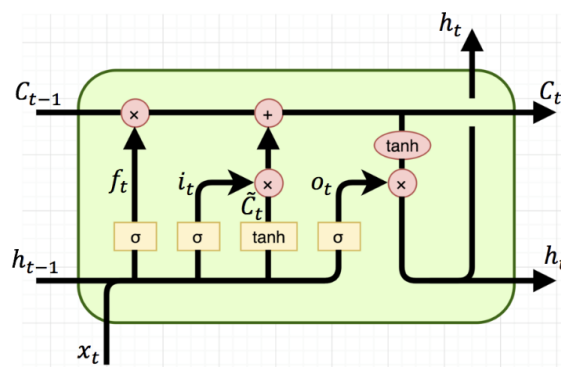 h_t
C_{t-1} × + C_t
tanh
f_t i_t × o_t ×
C̃_t
σ σ tanh σ
h_{t-1} h_t
x_t